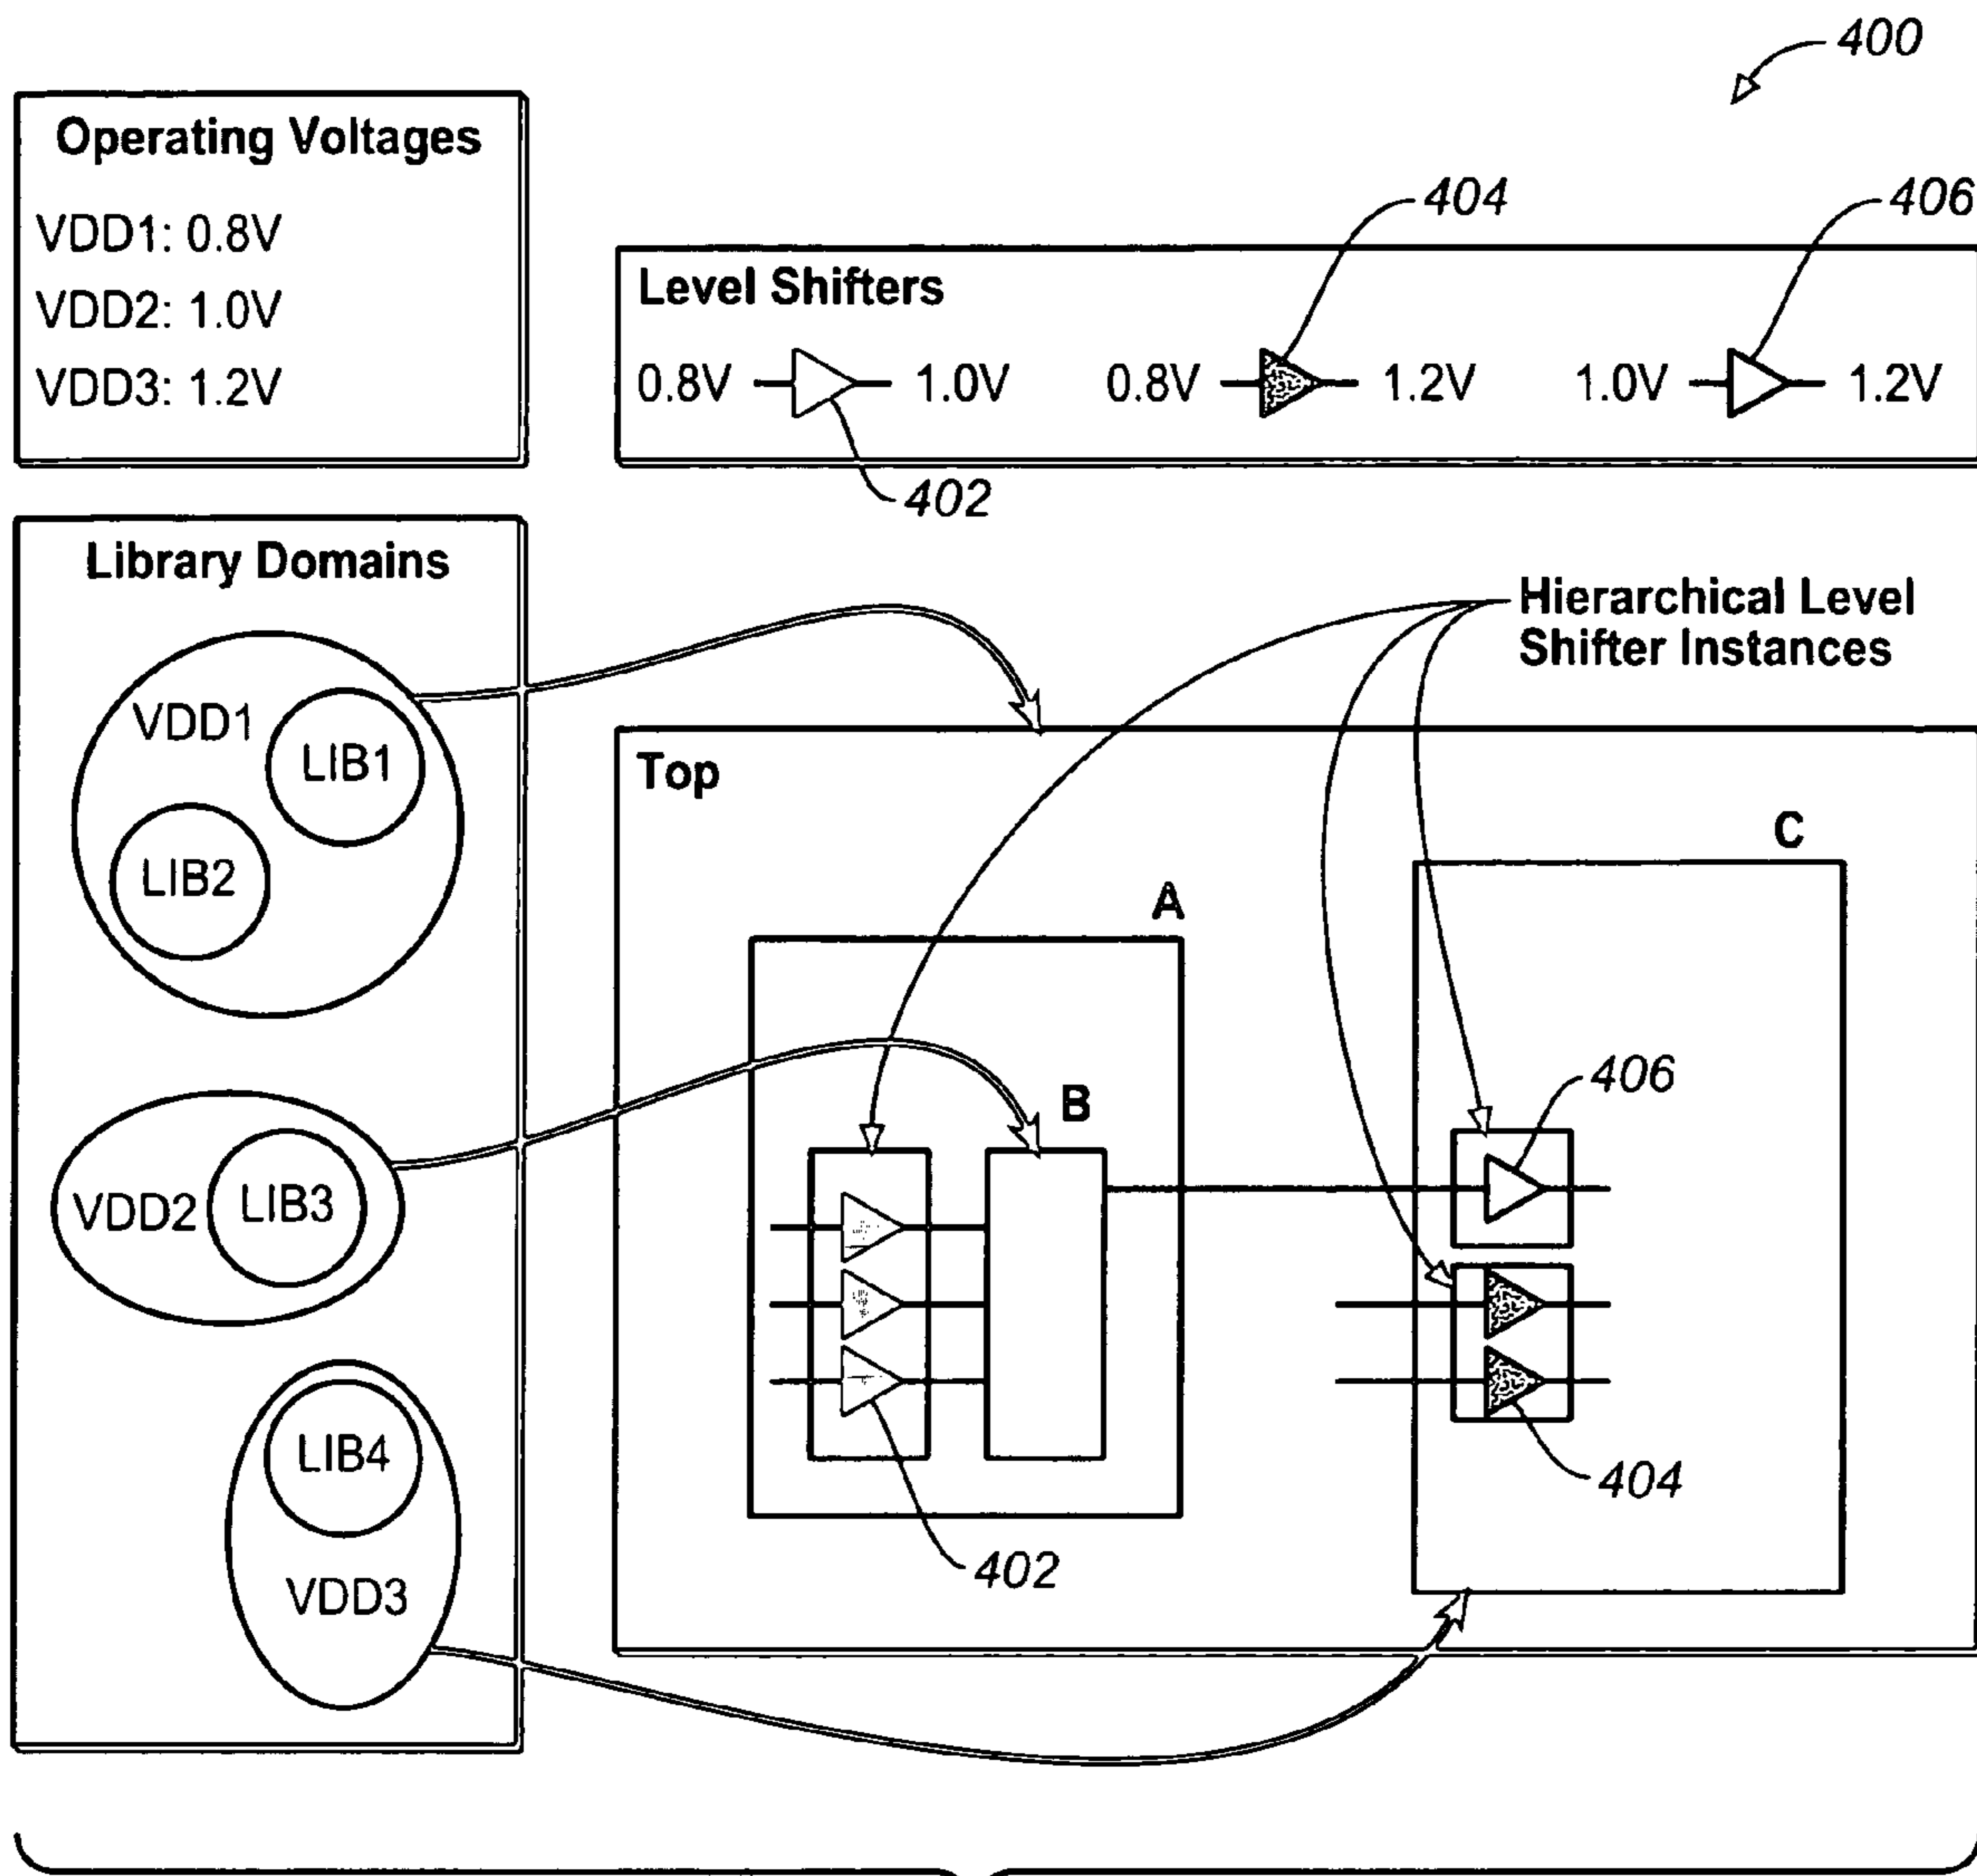 400
Operating Voltages
VDD1: 0.8V
VDD2: 1.0V
VDD3: 1.2V
404
406
Level Shifters
0.8V 1.0V 0.8V 1.2V 1.0V 1.2V
402
Library Domains
VDD1
LIB1
LIB2
VDD2
LIB3
LIB4
VDD3
Hierarchical Level
Shifter Instances
Top
C
A
B
406
404
402